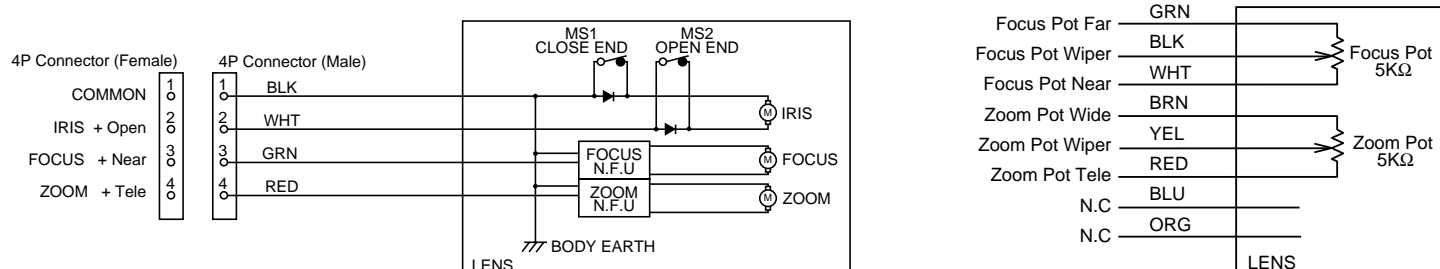 4P Connector (Female)
COMMON 1
IRIS + Open 2
FOCUS + Near 3
ZOOM + Tele 4
4P Connector (Male)
1 BLK
2 WHT
3 GRN
4 RED
MS1
CLOSE END
MS2
OPEN END
M IRIS
FOCUS
N.F.U
M FOCUS
ZOOM
N.F.U
M ZOOM
BODY EARTH
LENS
Focus Pot Far GRN
Focus Pot Wiper BLK
Focus Pot Near WHT
Focus Pot
5KΩ
Zoom Pot Wide BRN
Zoom Pot Wiper YEL
Zoom Pot Tele RED
Zoom Pot
5KΩ
N.C BLU
N.C ORG
LENS